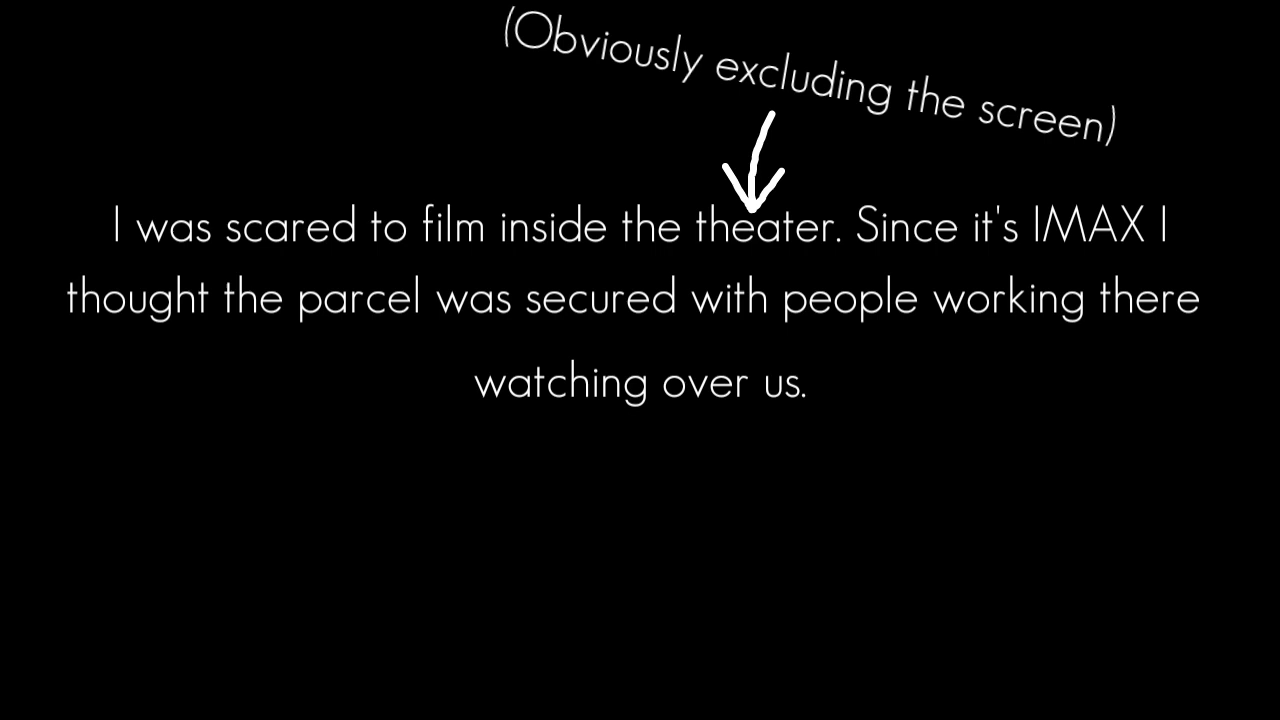 (Obviously excluding the screen)
I was scared to film inside the theater. Since it's IMAX I
thought the parcel was secured with people working there
watching over us.